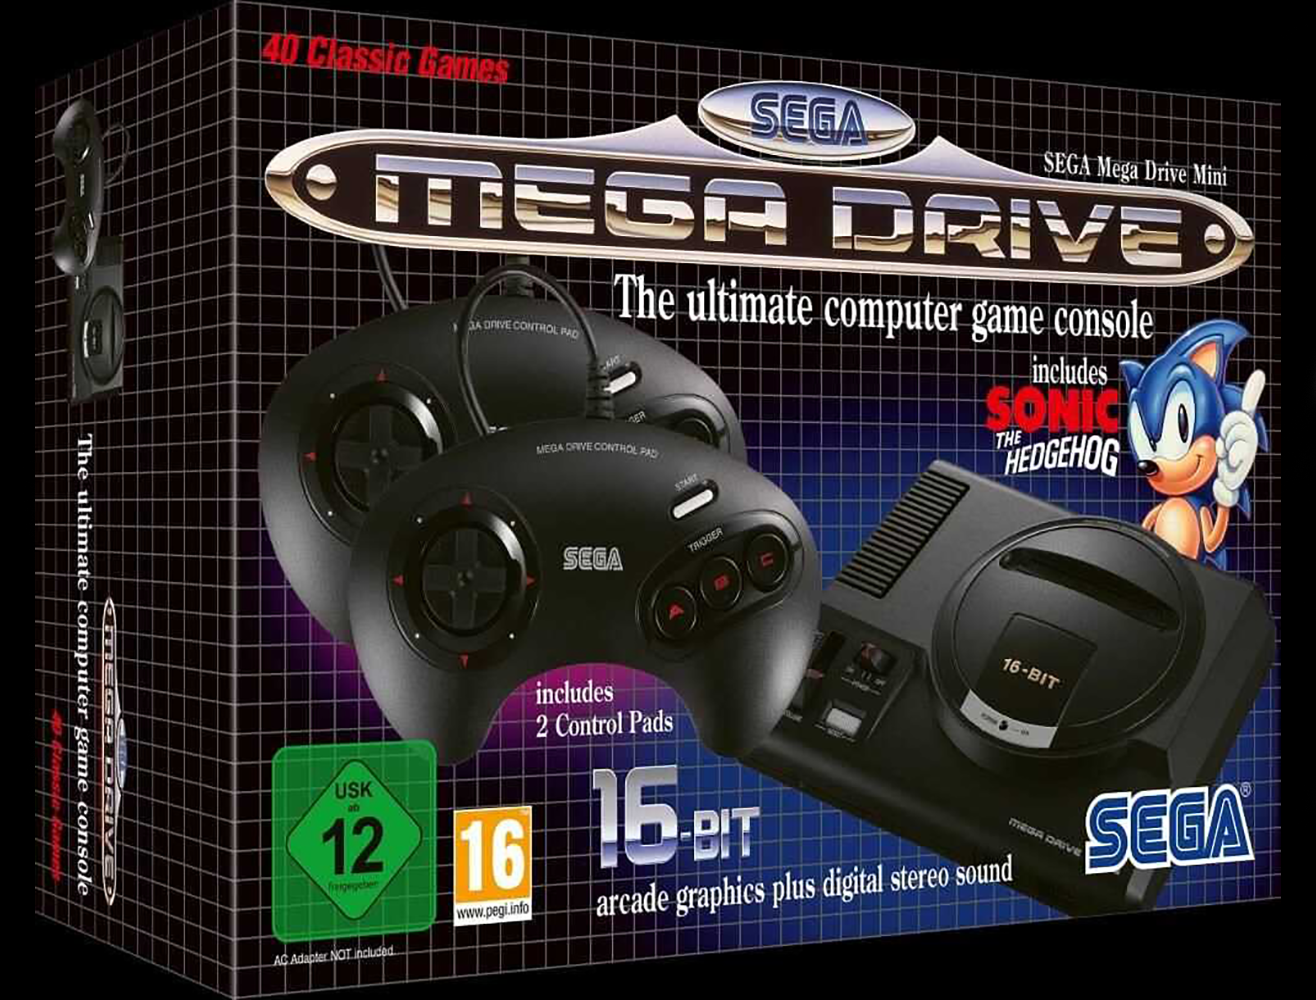 40 Classic Games
SEGA
SEGA Mega Drive Mini
MEGA DRIVE
The ultimate computer game console
includes
SONIC
THE
HEDGEHOG
MEGA DRIVE CONTROL PAD
START
MEGA DRIVE CONTROL PAD
START
TRIGGER
SEGA
A B C
16-BIT
MEGA DRIVE
includes
2 Control Pads
16-BIT
arcade graphics plus digital stereo sound
SEGA®
USK
ab
12
freigegeben
16
www.pegi.info
AC Adapter NOT included.
The ultimate computer game console
MEGA DRIVE
40 Classic Games